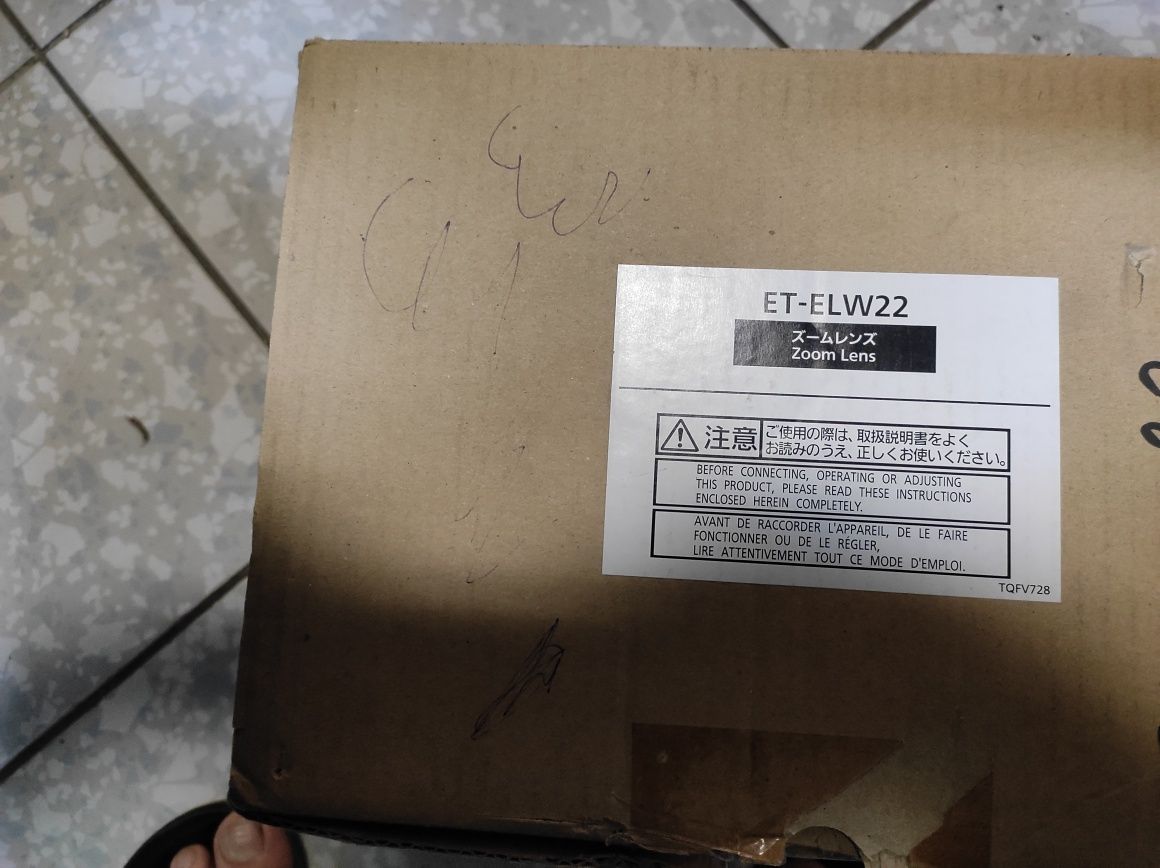 ET-ELW22
ズームレンズ
Zoom Lens
注意
ご使用の際は、取扱説明書をよく
お読みのうえ、正しくお使いください。
BEFORE CONNECTING, OPERATING OR ADJUSTING
THIS PRODUCT, PLEASE READ THESE INSTRUCTIONS
ENCLOSED HEREIN COMPLETELY.
AVANT DE RACCORDER L'APPAREIL, DE LE FAIRE
FONCTIONNER OU DE LE RÉGLER,
LIRE ATTENTIVEMENT TOUT CE MODE D'EMPLOI.
TQFV728